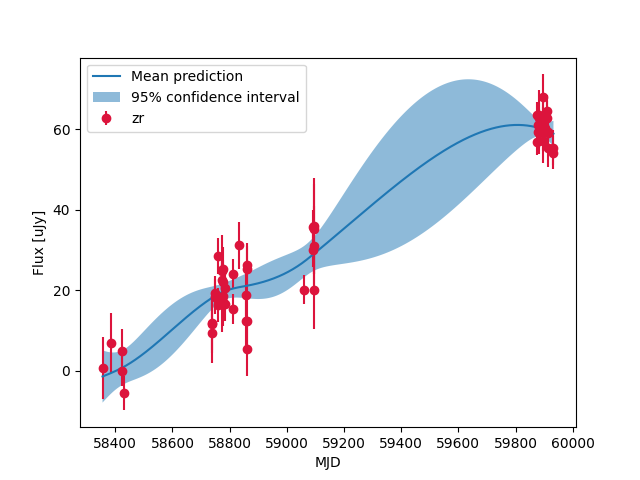 Mean prediction
95% confidence interval
zr
Flux [uJy]
60
40
20
0
58400 58600 58800 59000 59200 59400 59600 59800 60000
MJD